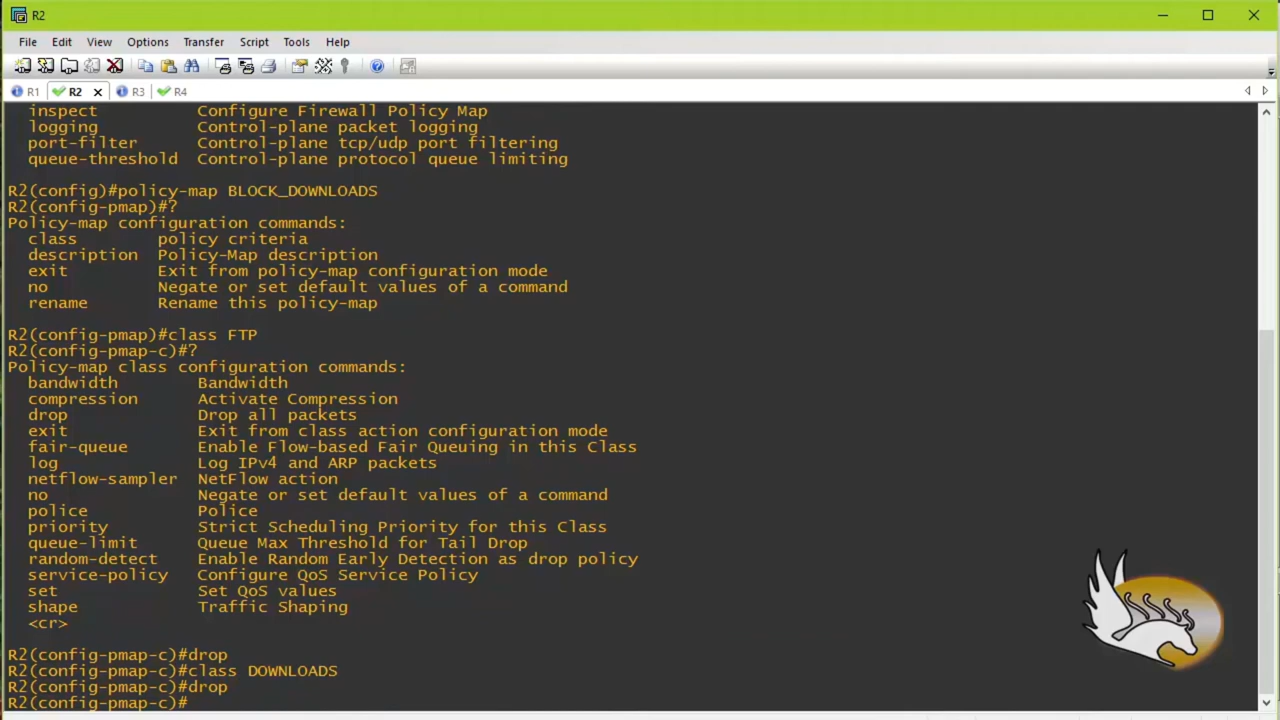 R2
File Edit View Options Transfer Script Tools Help
R1 R2 X R3 R4
inspect Configure Firewall Policy Map
logging Control-plane packet logging
port-filter Control-plane tcp/udp port filtering
queue-threshold Control-plane protocol queue limiting
R2(config)#policy-map BLOCK_DOWNLOADS
R2(config-pmap)#?
Policy-map configuration commands:
class policy criteria
description Policy-Map description
exit Exit from policy-map configuration mode
no Negate or set default values of a command
rename Rename this policy-map
R2(config-pmap)#class FTP
R2(config-pmap-c)#?
Policy-map class configuration commands:
bandwidth Bandwidth
compression Activate Compression
drop Drop all packets
exit Exit from class action configuration mode
fair-queue Enable Flow-based Fair Queuing in this Class
log Log IPv4 and ARP packets
netflow-sampler NetFlow action
no Negate or set default values of a command
police Police
priority Strict Scheduling Priority for this Class
queue-limit Queue Max Threshold for Tail Drop
random-detect Enable Random Early Detection as drop policy
service-policy Configure QoS Service Policy
set Set QoS values
shape Traffic Shaping
<cr>
R2(config-pmap-c)#drop
R2(config-pmap-c)#class DOWNLOADS
R2(config-pmap-c)#drop
R2(config-pmap-c)#